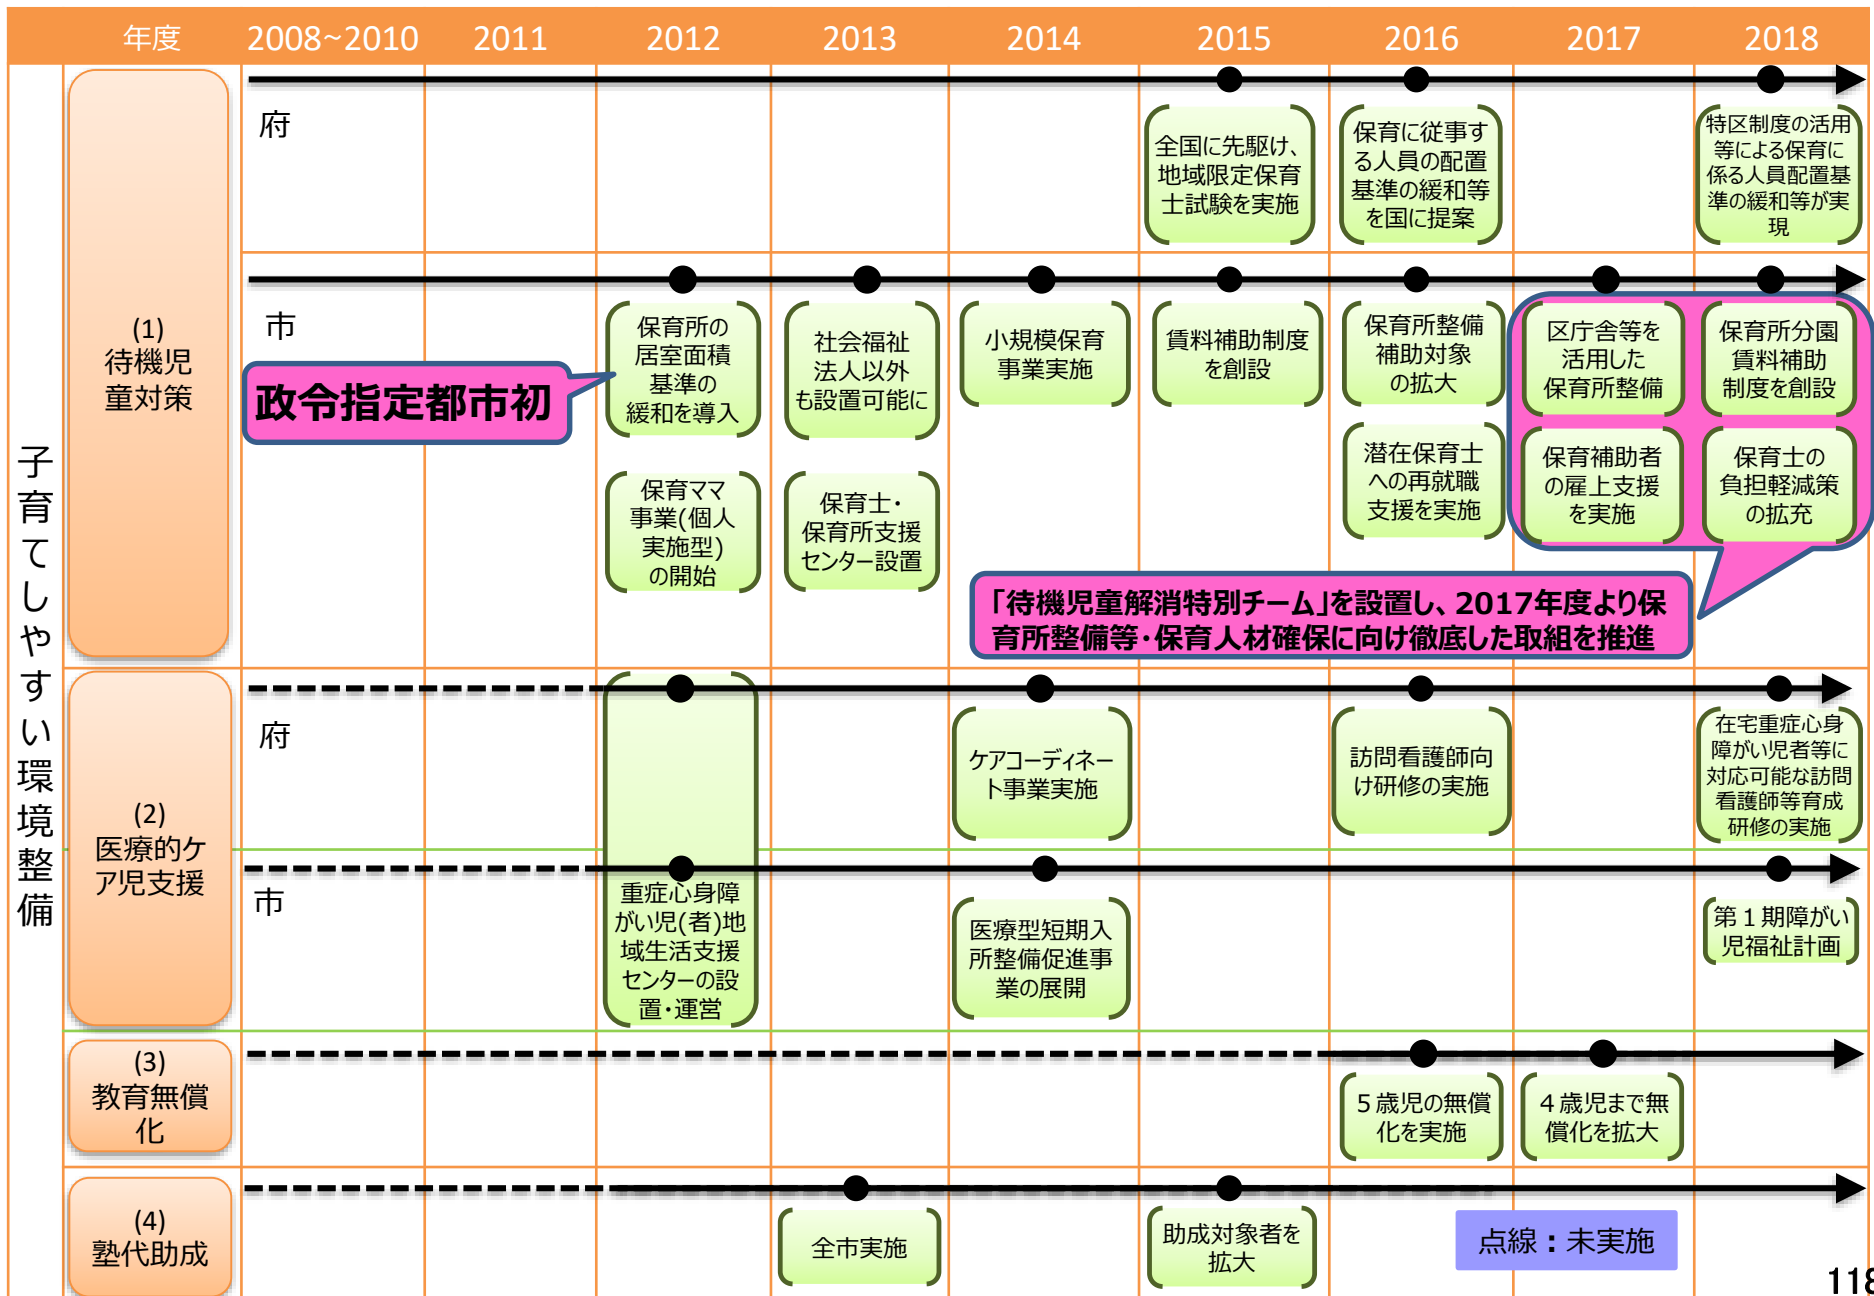 年度
2008~2010
2011
2012
2013
2014
2015
2016
2017
2018
子育てしやすい環境整備
(1)
待機児
童対策
府
全国に先駆け、
地域限定保育
士試験を実施
保育に従事す
る人員の配置
基準の緩和等
を国に提案
特区制度の活用
等による保育に
係る人員配置基
準の緩和等が実
現
市
政令指定都市初
保育所の
居室面積
基準の
緩和を導入
社会福祉
法人以外
も設置可能に
小規模保育
事業実施
賃料補助制度
を創設
保育所整備
補助対象
の拡大
区庁舎等を
活用した
保育所整備
保育所分園
賃料補助
制度を創設
保育ママ
事業(個人
実施型)
の開始
保育士・
保育所支援
センター設置
潜在保育士
への再就職
支援を実施
保育補助者
の雇上支援
を実施
保育士の
負担軽減策
の拡充
「待機児童解消特別チーム」を設置し、2017年度より保
育所整備等・保育人材確保に向け徹底した取組を推進
(2)
医療的ケ
ア児支援
府
ケアコーディネー
ト事業実施
訪問看護師向
け研修の実施
在宅重症心身
障がい児者等に
対応可能な訪問
看護師等育成
研修の実施
市
重症心身障
がい児(者)地
域生活支援
センターの設
置・運営
医療型短期入
所整備促進事
業の展開
第1期障がい
児福祉計画
(3)
教育無償
化
5歳児の無償
化を実施
4歳児まで無
償化を拡大
(4)
塾代助成
全市実施
助成対象者を
拡大
点線：未実施
118